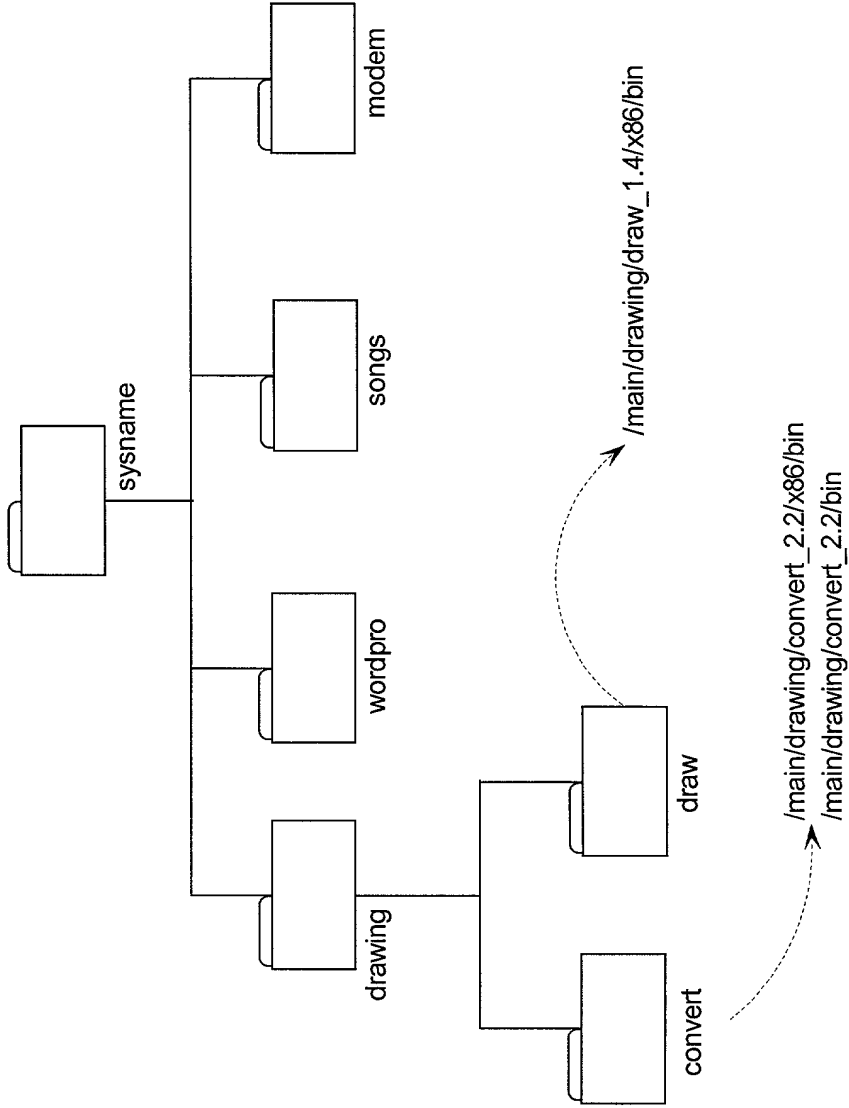 sysname
drawing
wordpro
songs
modem
convert
draw
/main/drawing/draw_1.4/x86/bin
/main/drawing/convert_2.2/x86/bin
/main/drawing/convert_2.2/bin